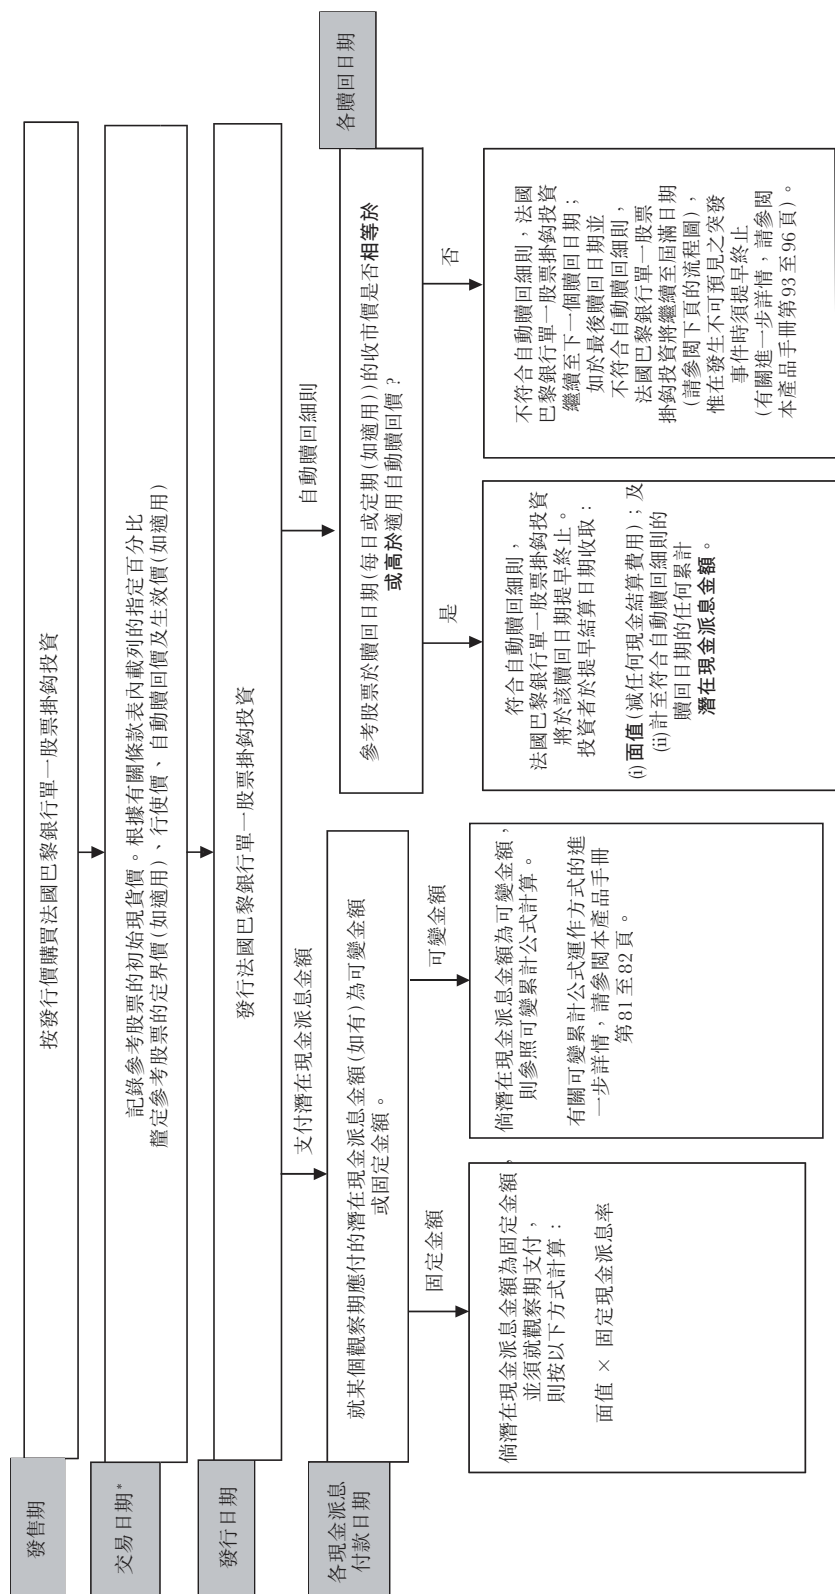 發售期
按發行價購買法國巴黎銀行單一股票掛鈎投資
交易日期*
記錄參考股票的初始現貨價。根據有關條款表內載列的指定百分比
釐定參考股票的定界價(如適用)、行使價、自動贖回價及生效價(如適用)
發行日期
發行法國巴黎銀行單一股票掛鈎投資
支付潛在現金派息金額
自動贖回細則
各現金派息
付款日期
就某個觀察期應付的潛在現金派息金額(如有)為可變金額
或固定金額。
固定金額
可變金額
倘潛在現金派息金額為固定金額,
並須就觀察期支付,
則按以下方式計算:
面值 × 固定現金派息率
倘潛在現金派息金額為可變金額,
則參照可變累計公式計算。
有關可變累計公式運作方式的進
一步詳情,請參閱本產品手冊
第81至82頁。
各贖回日期
參考股票於贖回日期(每日或定期(如適用))的收市價是否相等於
或高於適用自動贖回價?
是
否
符合自動贖回細則,
法國巴黎銀行單一股票掛鈎投資
將於該贖回日期提早終止。
投資者於提早結算日期收取:
(i) 面值(減任何現金結算費用);及
(ii) 計至符合自動贖回細則的
贖回日期的任何累計
潛在現金派息金額。
不符合自動贖回細則,法國
巴黎銀行單一股票掛鈎投資
繼續至下一個贖回日期;
如於最後贖回日期並
不符合自動贖回細則,
法國巴黎銀行單一股票
掛鈎投資將繼續至屆滿日期
(請參閱下頁的流程圖),
惟在發生不可預見之突發
事件時須提早終止
(有關進一步詳情,請參閱
本產品手冊第93至96頁)。